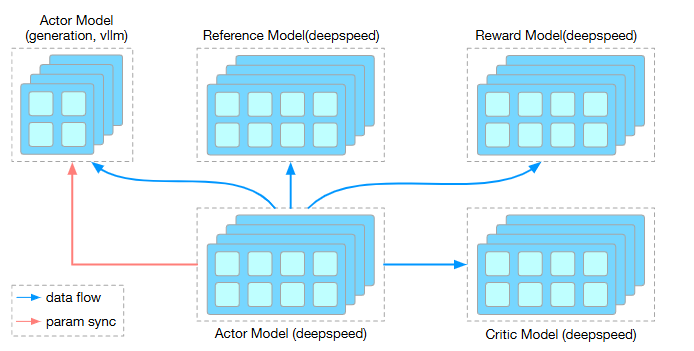 Actor Model
(generation, vllm)
Reference Model(deepspeed)
Reward Model(deepspeed)
data flow
param sync
Actor Model (deepspeed)
Critic Model (deepspeed)